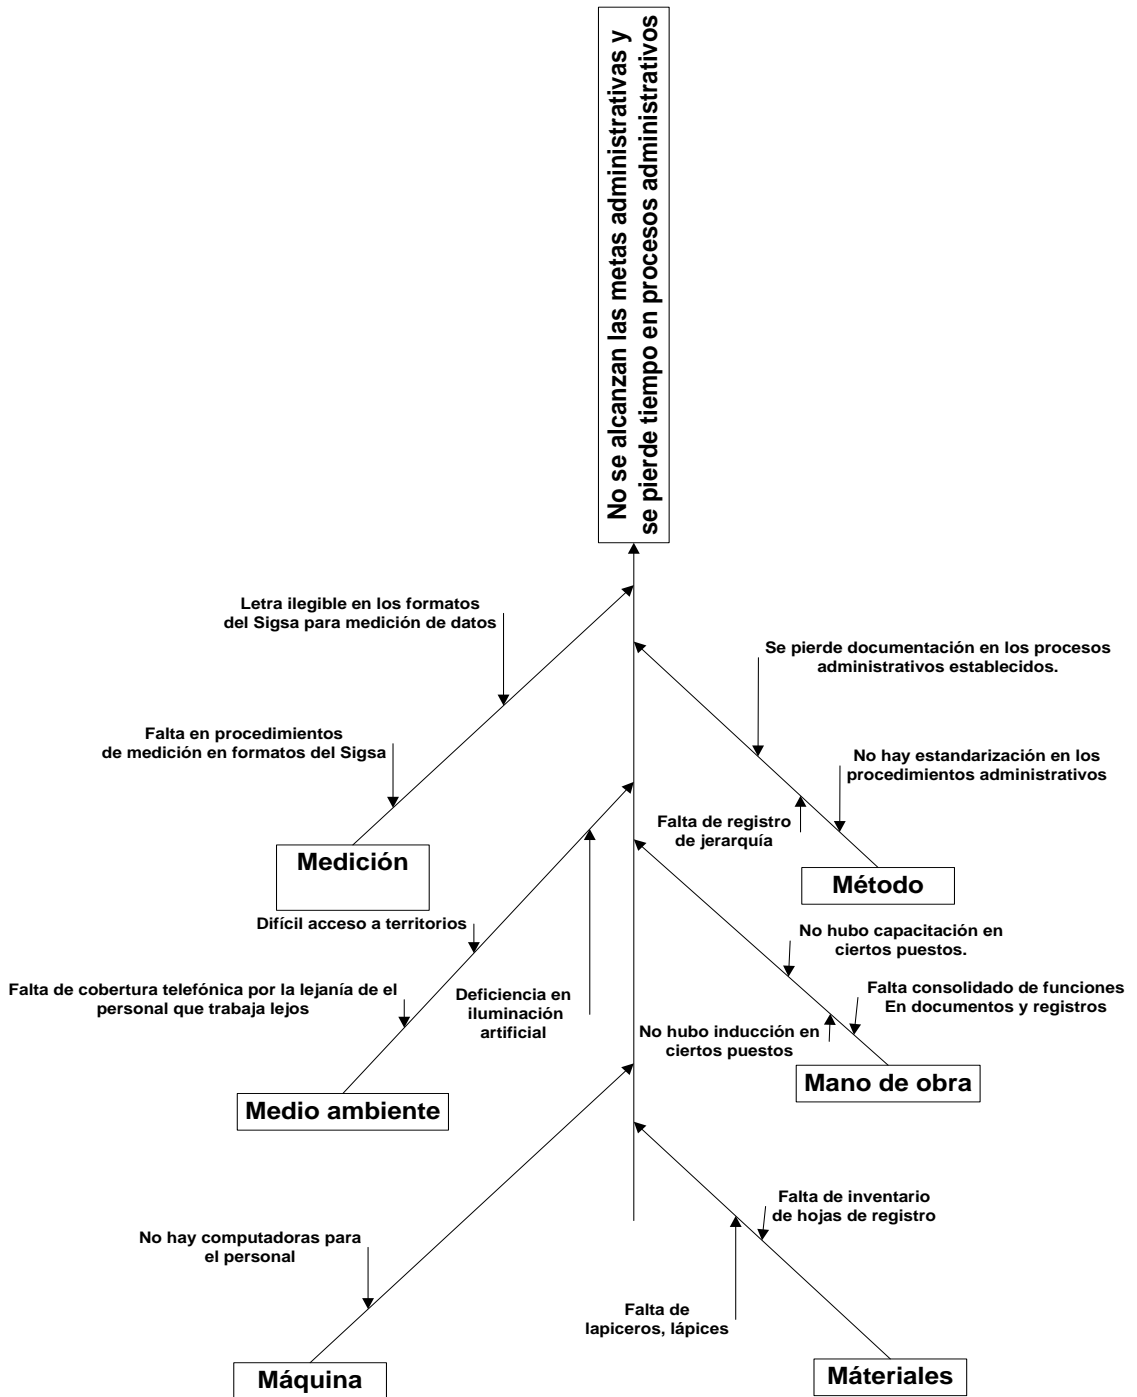 No se alcanzan las metas administrativas y
se pierde tiempo en procesos administrativos
Letra ilegible en los formatos
del Sigsa para medición de datos
Falta en procedimientos
de medición en formatos del Sigsa
Medición
Se pierde documentación en los procesos
administrativos establecidos.
No hay estandarización en los
procedimientos administrativos
Falta de registro
de jerarquía
Método
Difícil acceso a territorios
Falta de cobertura telefónica por la lejanía de el
personal que trabaja lejos
Deficiencia en
iluminación
artificial
Medio ambiente
No hubo capacitación en
ciertos puestos.
Falta consolidado de funciones
En documentos y registros
No hubo inducción en
ciertos puestos
Mano de obra
No hay computadoras para
el personal
Máquina
Falta de inventario
de hojas de registro
Falta de
lapiceros, lápices
Máteriales